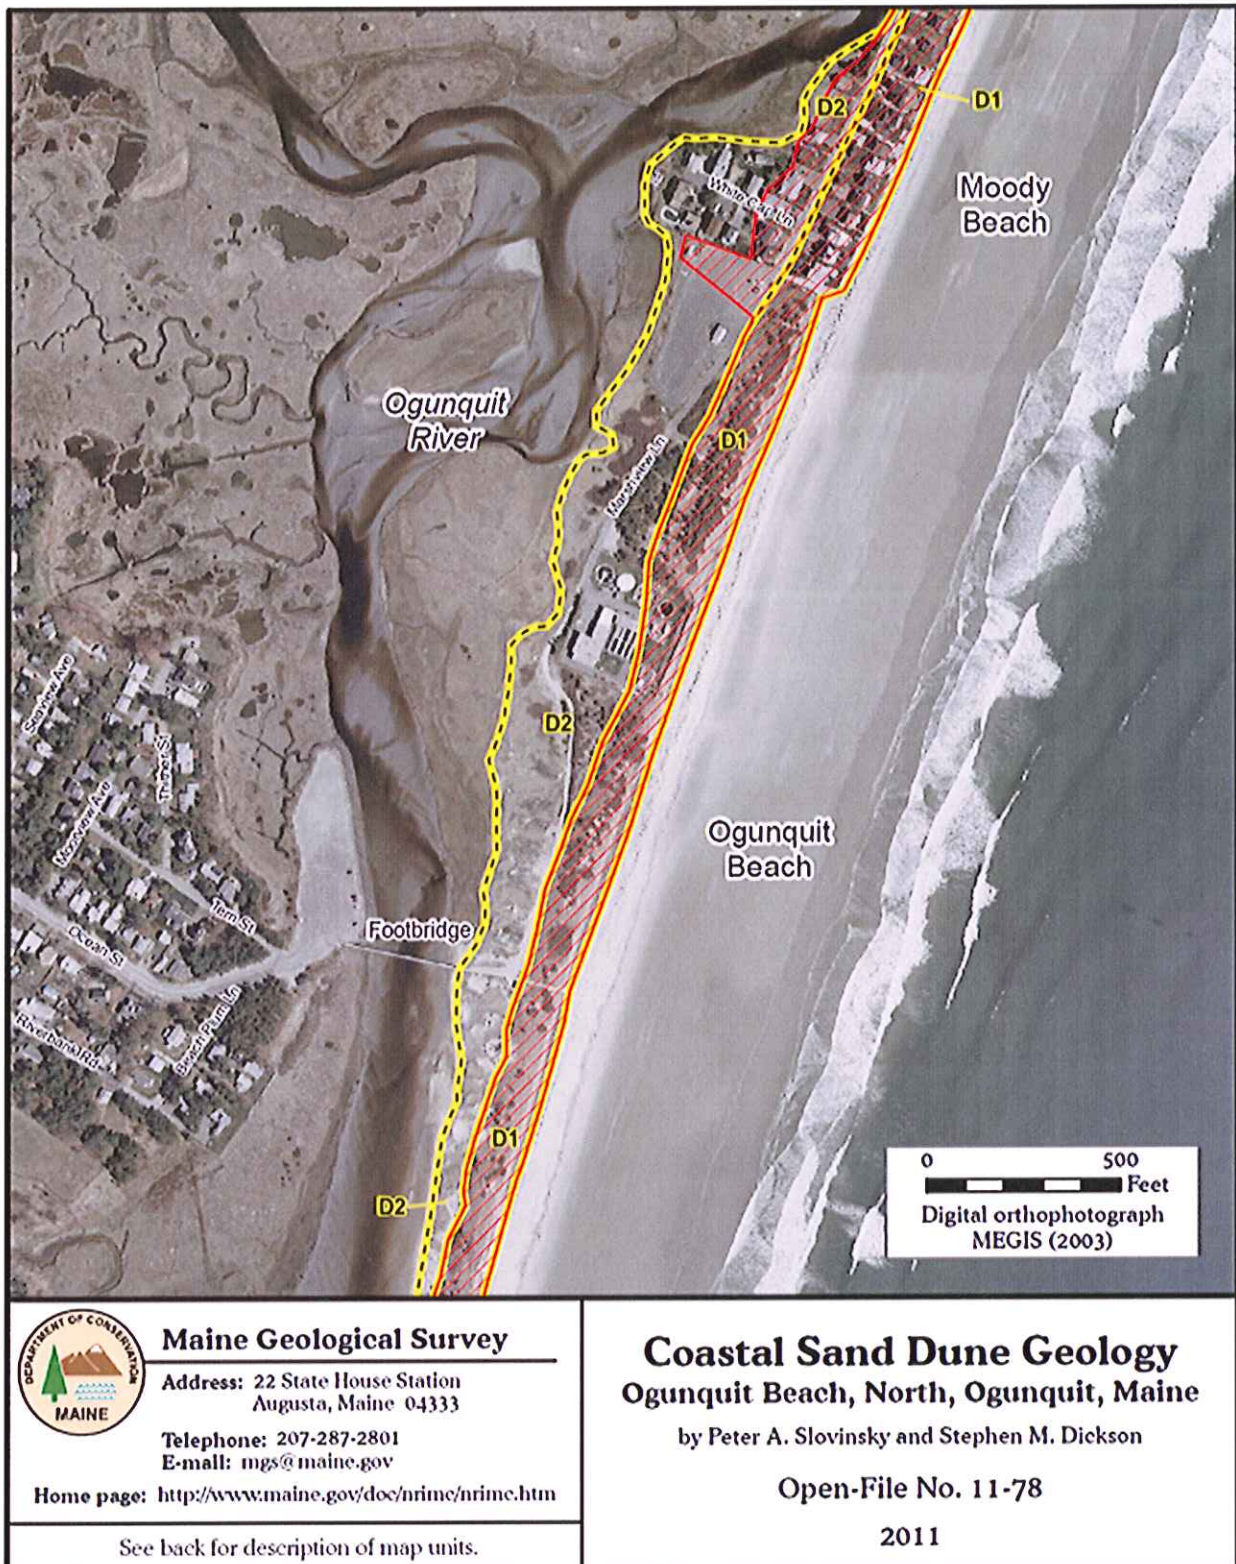 D2
D1
Moody
Beach
White Cap Ln
Ogunquit
River
D1
Marshview Ln
Seaview Ave
Thither St
Moorview Ave
D2
Ogunquit
Beach
Tern St
Footbridge
Ocean St
Beach Plum Ln
Riverbank Rd
D1
D2
0 500
Feet
Digital orthophotograph
MEGIS (2003)
DEPARTMENT OF CONSERVATION
MAINE
Maine Geological Survey
Address: 22 State House Station
Augusta, Maine 04333
Telephone: 207-287-2801
E-mail: mgs@maine.gov
Home page: http://www.maine.gov/doc/nrimc/nrimc.htm
See back for description of map units.
Coastal Sand Dune Geology
Ogunquit Beach, North, Ogunquit, Maine
by Peter A. Slovinsky and Stephen M. Dickson
Open-File No. 11-78
2011